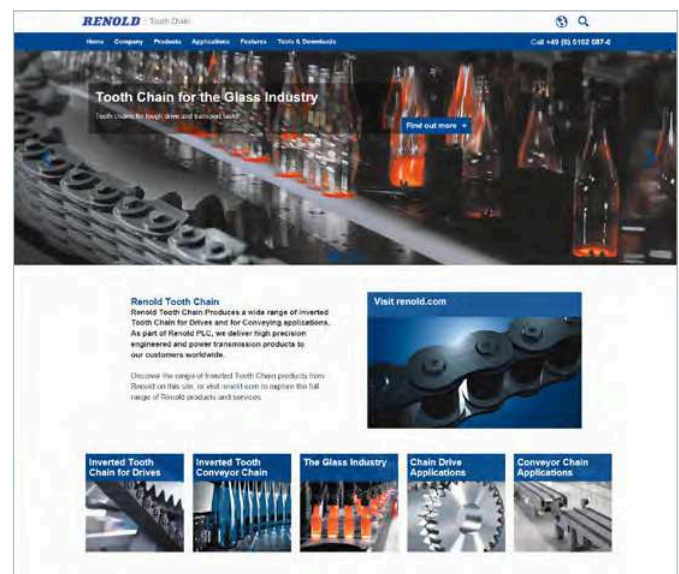 RENOLD | Tooth Chain
Home Company Products Applications Features Tools & Downloads Call +49 (0) 5102 087-0
Tooth Chain for the Glass Industry
Tooth chains for tough drive and transport tasks
Find out more
Renold Tooth Chain
Renold Tooth Chain Produces a wide range of Inverted
Tooth Chain for Drives and for Conveying applications.
As part of Renold PLC, we deliver high precision
engineered and power transmission products to
our customers worldwide.
Discover the range of Inverted Tooth Chain products from
Renold on this site, or visit renold.com to explore the full
range of Renold products and services.
Visit renold.com
Inverted Tooth
Chain for Drives
Inverted Tooth
Conveyor Chain
The Glass Industry
Chain Drive
Applications
Conveyor Chain
Applications